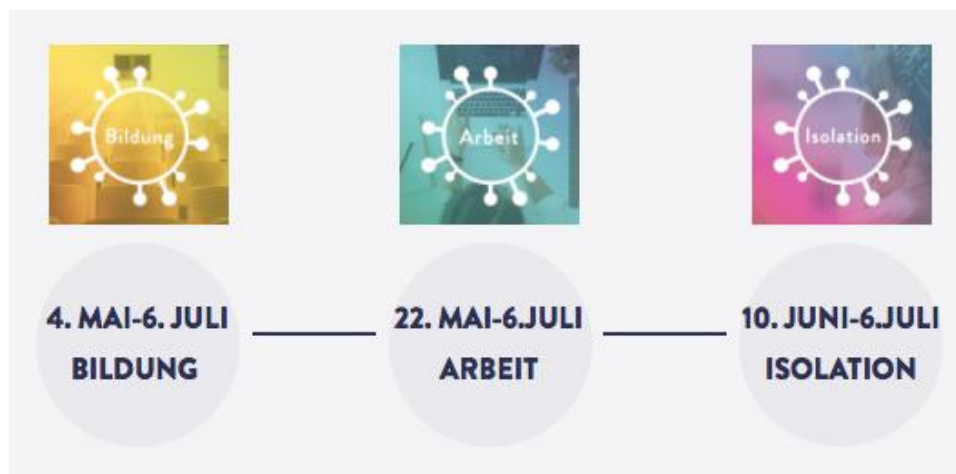 Bildung
Arbeit
Isolation
4. MAI-6. JULI
BILDUNG
22. MAI-6.JULI
ARBEIT
10. JUNI-6.JULI
ISOLATION